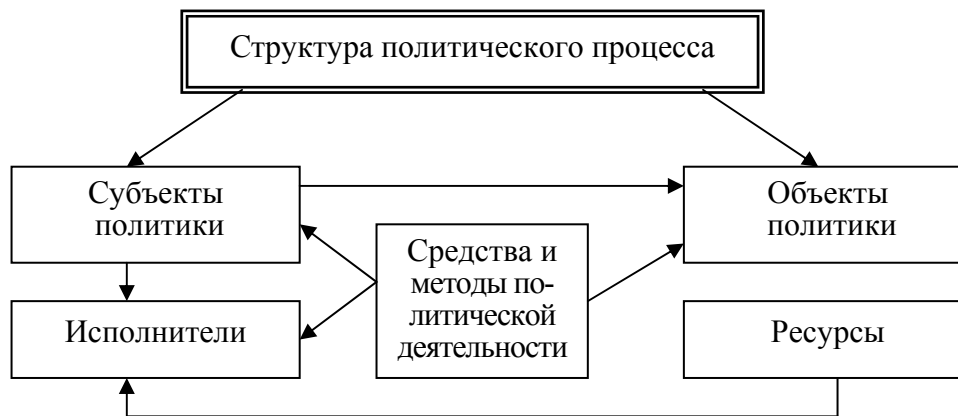 Структура политического процесса
Субъекты
политики
Объекты
политики
Средства и
методы по-
литической
деятельности
Исполнители
Ресурсы